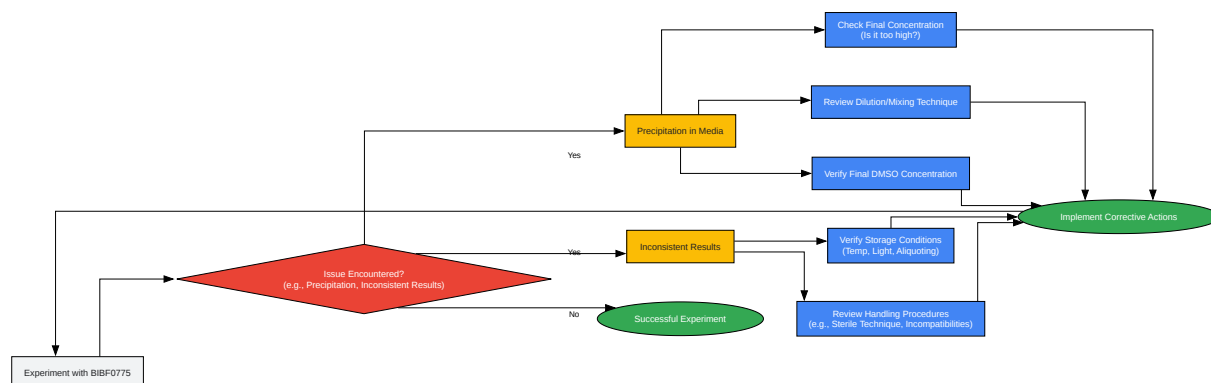 Check Final Concentration
(Is it too high?)
Review Dilution/Mixing Technique
Precipitation in Media
Yes
Verify Final DMSO Concentration
Implement Corrective Actions
Inconsistent Results
Verify Storage Conditions
(Temp, Light, Aliquoting)
Yes
Issue Encountered?
(e.g., Precipitation, Inconsistent Results)
No
Successful Experiment
Review Handling Procedures
(e.g., Sterile Technique, Incompatibilities)
Experiment with BIBF0775